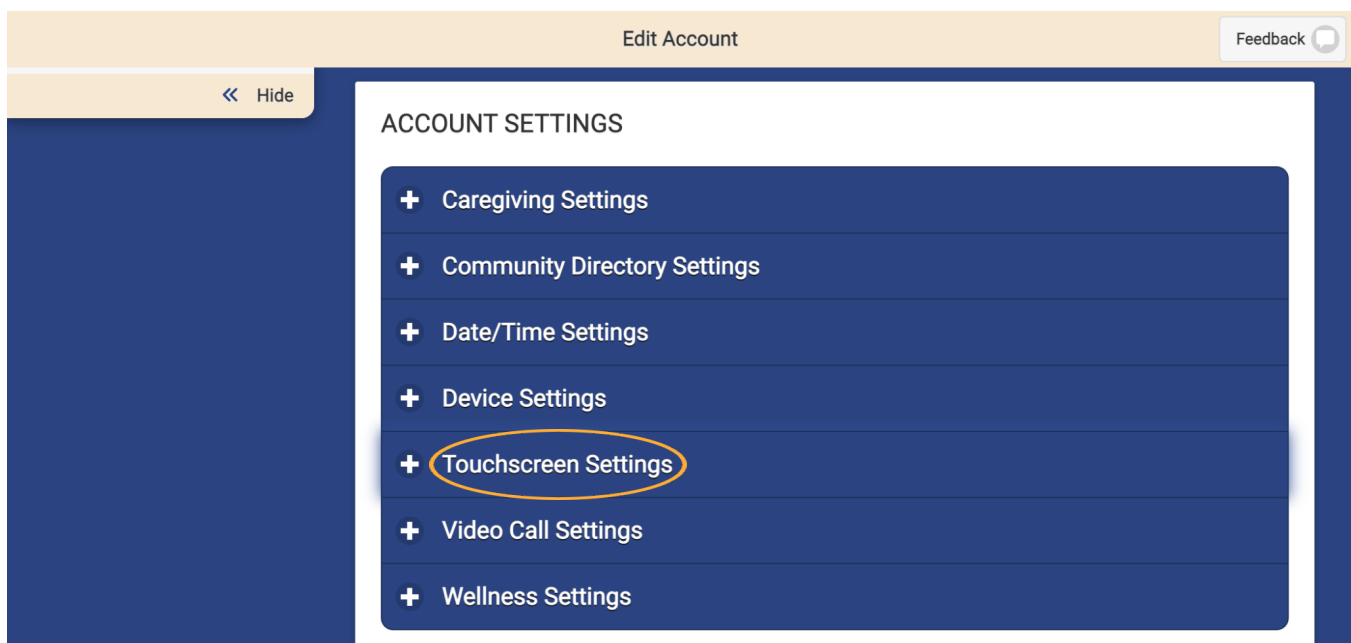 Edit Account
Feedback
Hide
ACCOUNT SETTINGS
Caregiving Settings
Community Directory Settings
Date/Time Settings
Device Settings
Touchscreen Settings
Video Call Settings
Wellness Settings